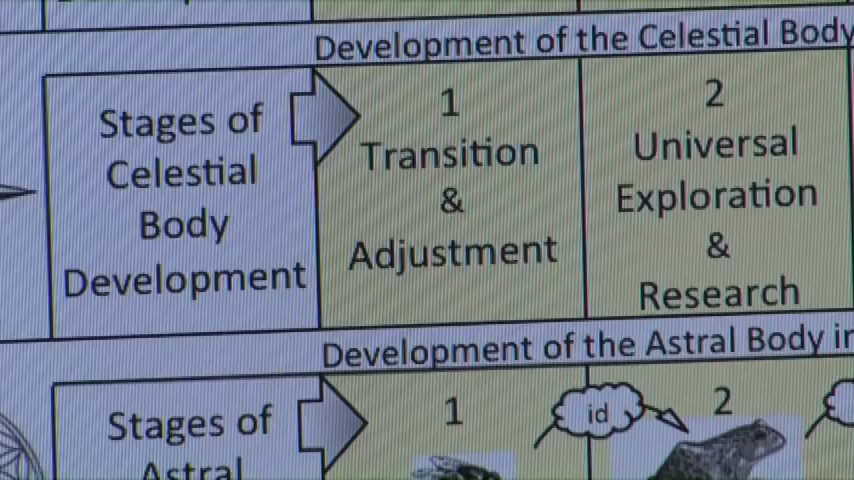 Development of the Celestial Body
Stages of
Celestial
Body
Development
1
Transition
&
Adjustment
2
Universal
Exploration
&
Research
Development of the Astral Body in
Stages of
Astral
1
id
2